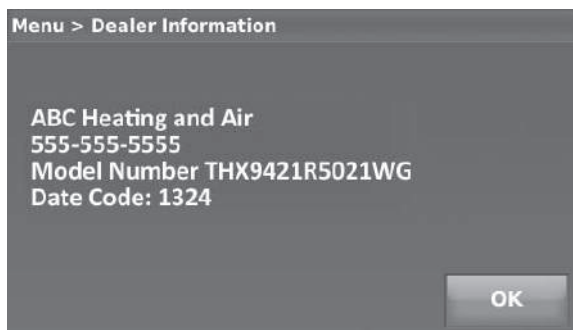 Menu > Dealer Information
ABC Heating and Air
555-555-5555
Model Number THX9421R5021WG
Date Code: 1324
OK